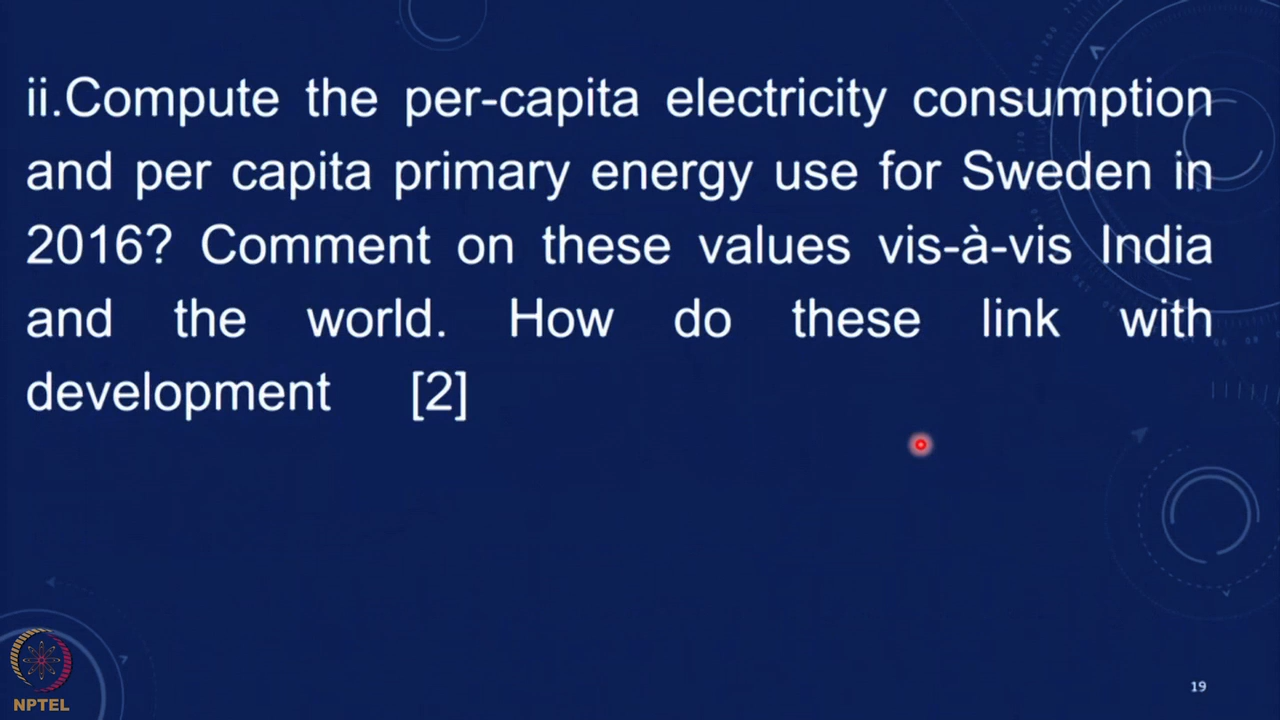 ii.Compute the per-capita electricity consumption
and per capita primary energy use for Sweden in
2016? Comment on these values vis-à-vis India
and the world. How do these link with
development [2]
NPTEL
19